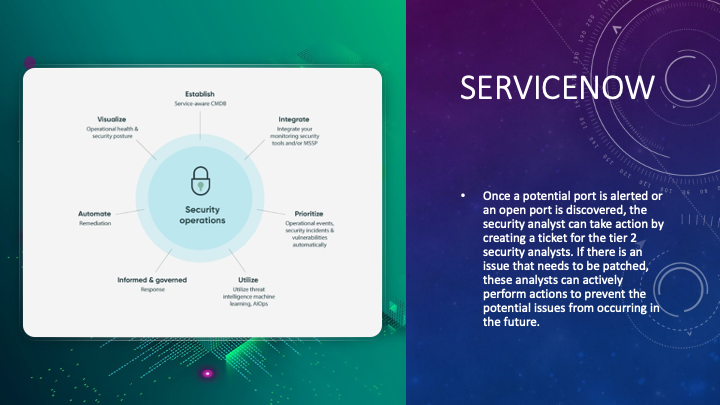 Establish
Service-aware CMDB
Visualize
Operational health &
security posture
Integrate
Integrate your
monitoring security
tools and/or MSSP
Security
operations
Automate
Remediation
Prioritize
Operational events,
security incidents &
vulnerabilities
automatically
Informed & governed
Response
Utilize
Utilize threat
intelligence machine
learning, AIOps
SERVICENOW
• Once a potential port is alerted or
an open port is discovered, the
security analyst can take action by
creating a ticket for the tier 2
security analysts. If there is an
issue that needs to be patched,
these analysts can actively
perform actions to prevent the
potential issues from occurring in
the future.